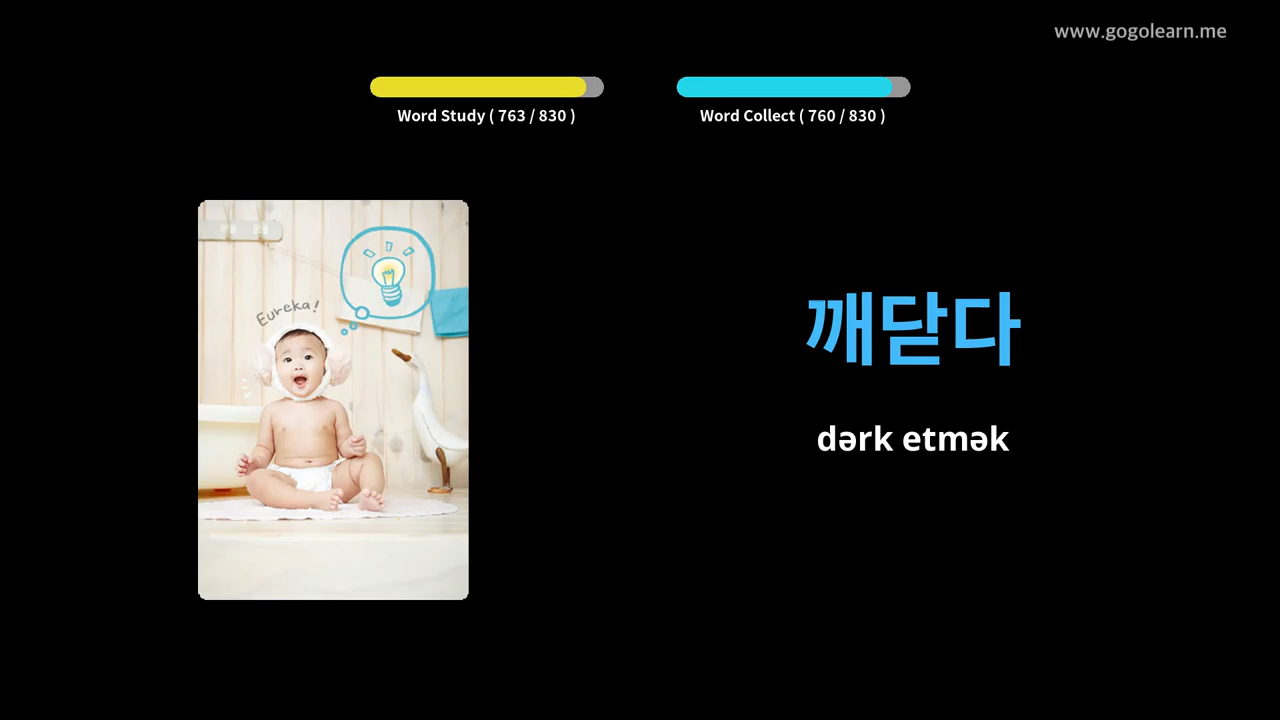 www.gogolearn.me
Word Study ( 763 / 830 )
Word Collect ( 760 / 830 )
Eureka!
깨닫다
dərk etmək